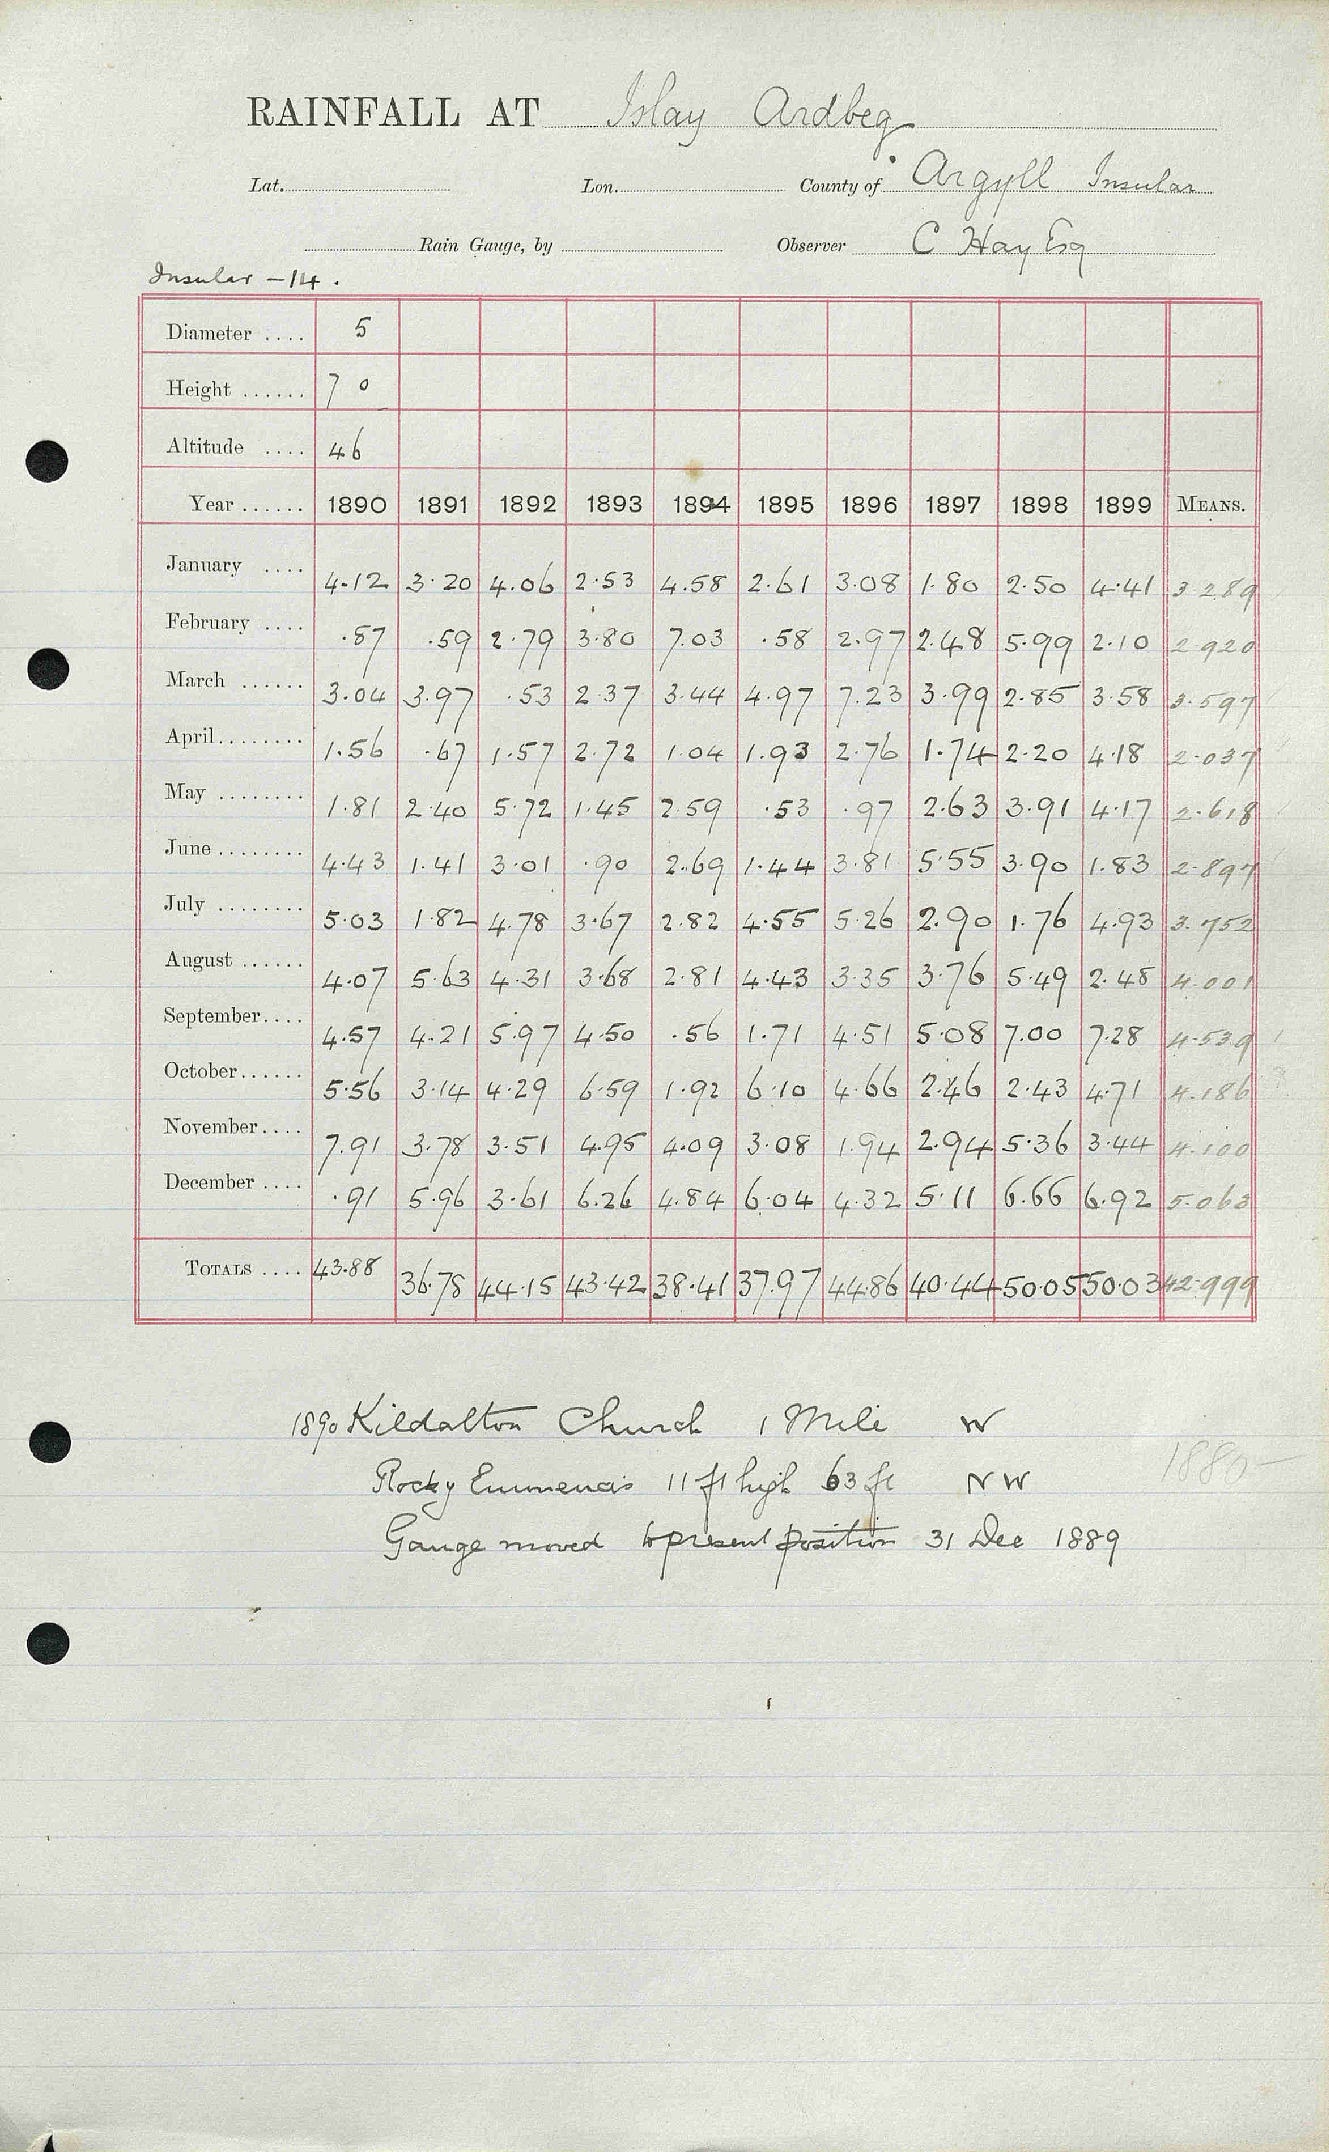 RAINFALL AT Islay Ardbeg
Lat. Lon. County of Argyll Insular
Rain Gauge, by Observer C Hay Esq
Insular - 14.
Diameter .... 5
Height ...... 7 0
Altitude .... 46
Year ...... 1890 1891 1892 1893 1894 1895 1896 1897 1898 1899 MEANS.
January .... 4.12 3.20 4.06 2.53 4.58 2.61 3.08 1.80 2.50 4.41 3.289
February .... .87 .59 2.79 3.80 7.03 .58 2.97 2.48 5.99 2.10 2.920
March ...... 3.04 3.97 .53 2.37 3.44 4.97 7.23 3.99 2.85 3.58 3.597
April........ 1.56 .67 1.57 2.72 1.04 1.93 2.76 1.74 2.20 4.18 2.037
May ........ 1.81 2.40 5.72 1.45 2.59 .53 .97 2.63 3.91 4.17 2.618
June........ 4.43 1.41 3.01 .90 2.69 1.44 3.81 5.55 3.90 1.83 2.897
July ........ 5.03 1.82 4.78 3.67 2.82 4.55 5.26 2.90 1.76 4.93 3.752
August ...... 4.07 5.63 4.31 3.68 2.81 4.43 3.35 3.76 5.49 2.48 4.001
September.... 4.57 4.21 5.97 4.50 .56 1.71 4.51 5.08 7.00 7.28 4.539
October...... 5.56 3.14 4.29 6.59 1.92 6.10 4.66 2.46 2.43 4.71 4.186
November.... 7.91 3.78 3.51 4.95 4.09 3.08 1.94 2.94 5.36 3.44 4.100
December .... .91 5.96 3.61 6.26 4.84 6.04 4.32 5.11 6.66 6.92 5.063
TOTALS .... 43.88 36.78 44.15 43.42 38.41 37.97 44.86 40.44 50.05 50.03 42.999
1890 Kildalton Church 1 Mile W
Rocky Eminences 11 ft high 63 ft NW
1880-
Gauge moved to present position 31 Dec 1889